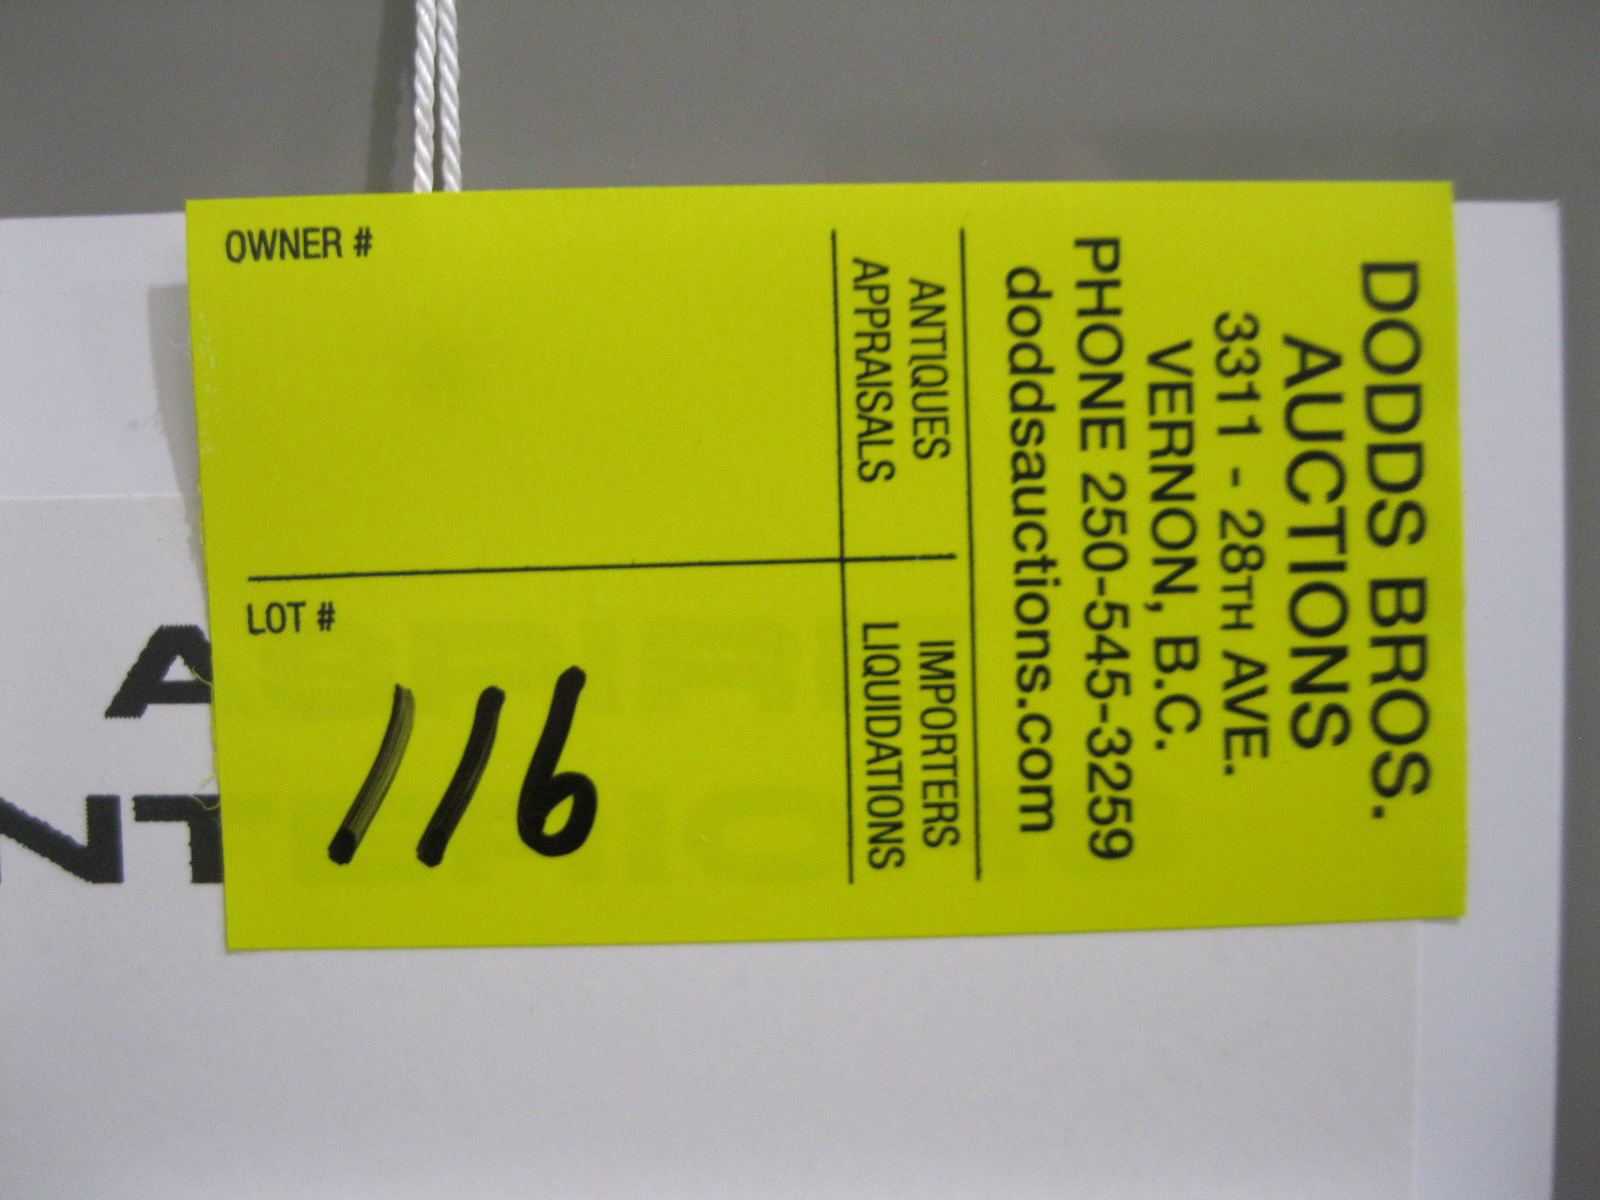 DODDS BROS.
AUCTIONS
3311 - 28TH AVE.
VERNON, B.C.
PHONE 250-545-3259
doddsauctions.com
ANTIQUES
APPRAISALS
IMPORTERS
LIQUIDATIONS
OWNER #
LOT #
116